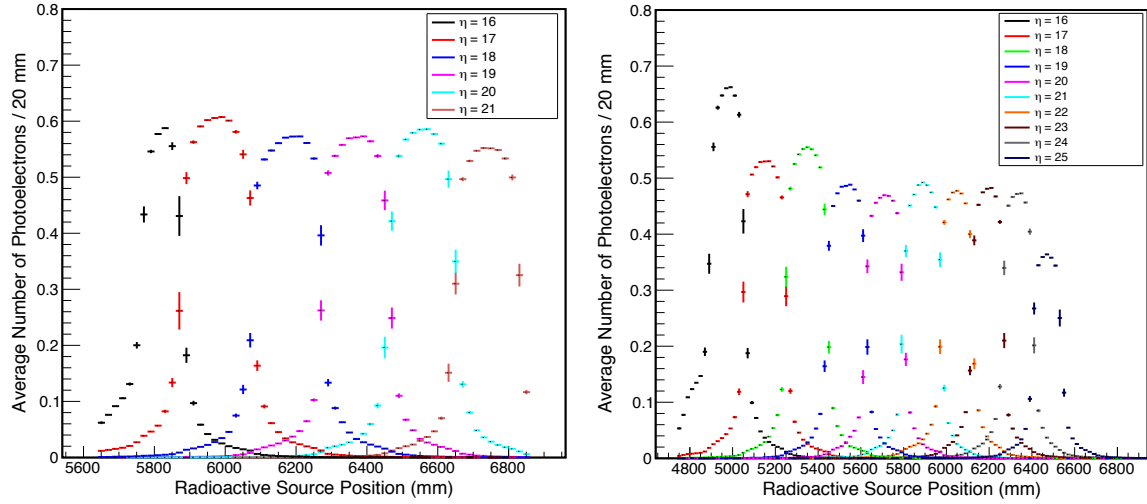 Average Number of Photoelectrons / 20 mm
0.8
0.7
0.6
0.5
0.4
0.3
0.2
0.1
0
η = 16
η = 17
η = 18
η = 19
η = 20
η = 21
5600 5800 6000 6200 6400 6600 6800
Radioactive Source Position (mm)
Average Number of Photoelectrons / 20 mm
0.8
0.7
0.6
0.5
0.4
0.3
0.2
0.1
0
η = 16
η = 17
η = 18
η = 19
η = 20
η = 21
η = 22
η = 23
η = 24
η = 25
4800 5000 5200 5400 5600 5800 6000 6200 6400 6600 6800
Radioactive Source Position (mm)